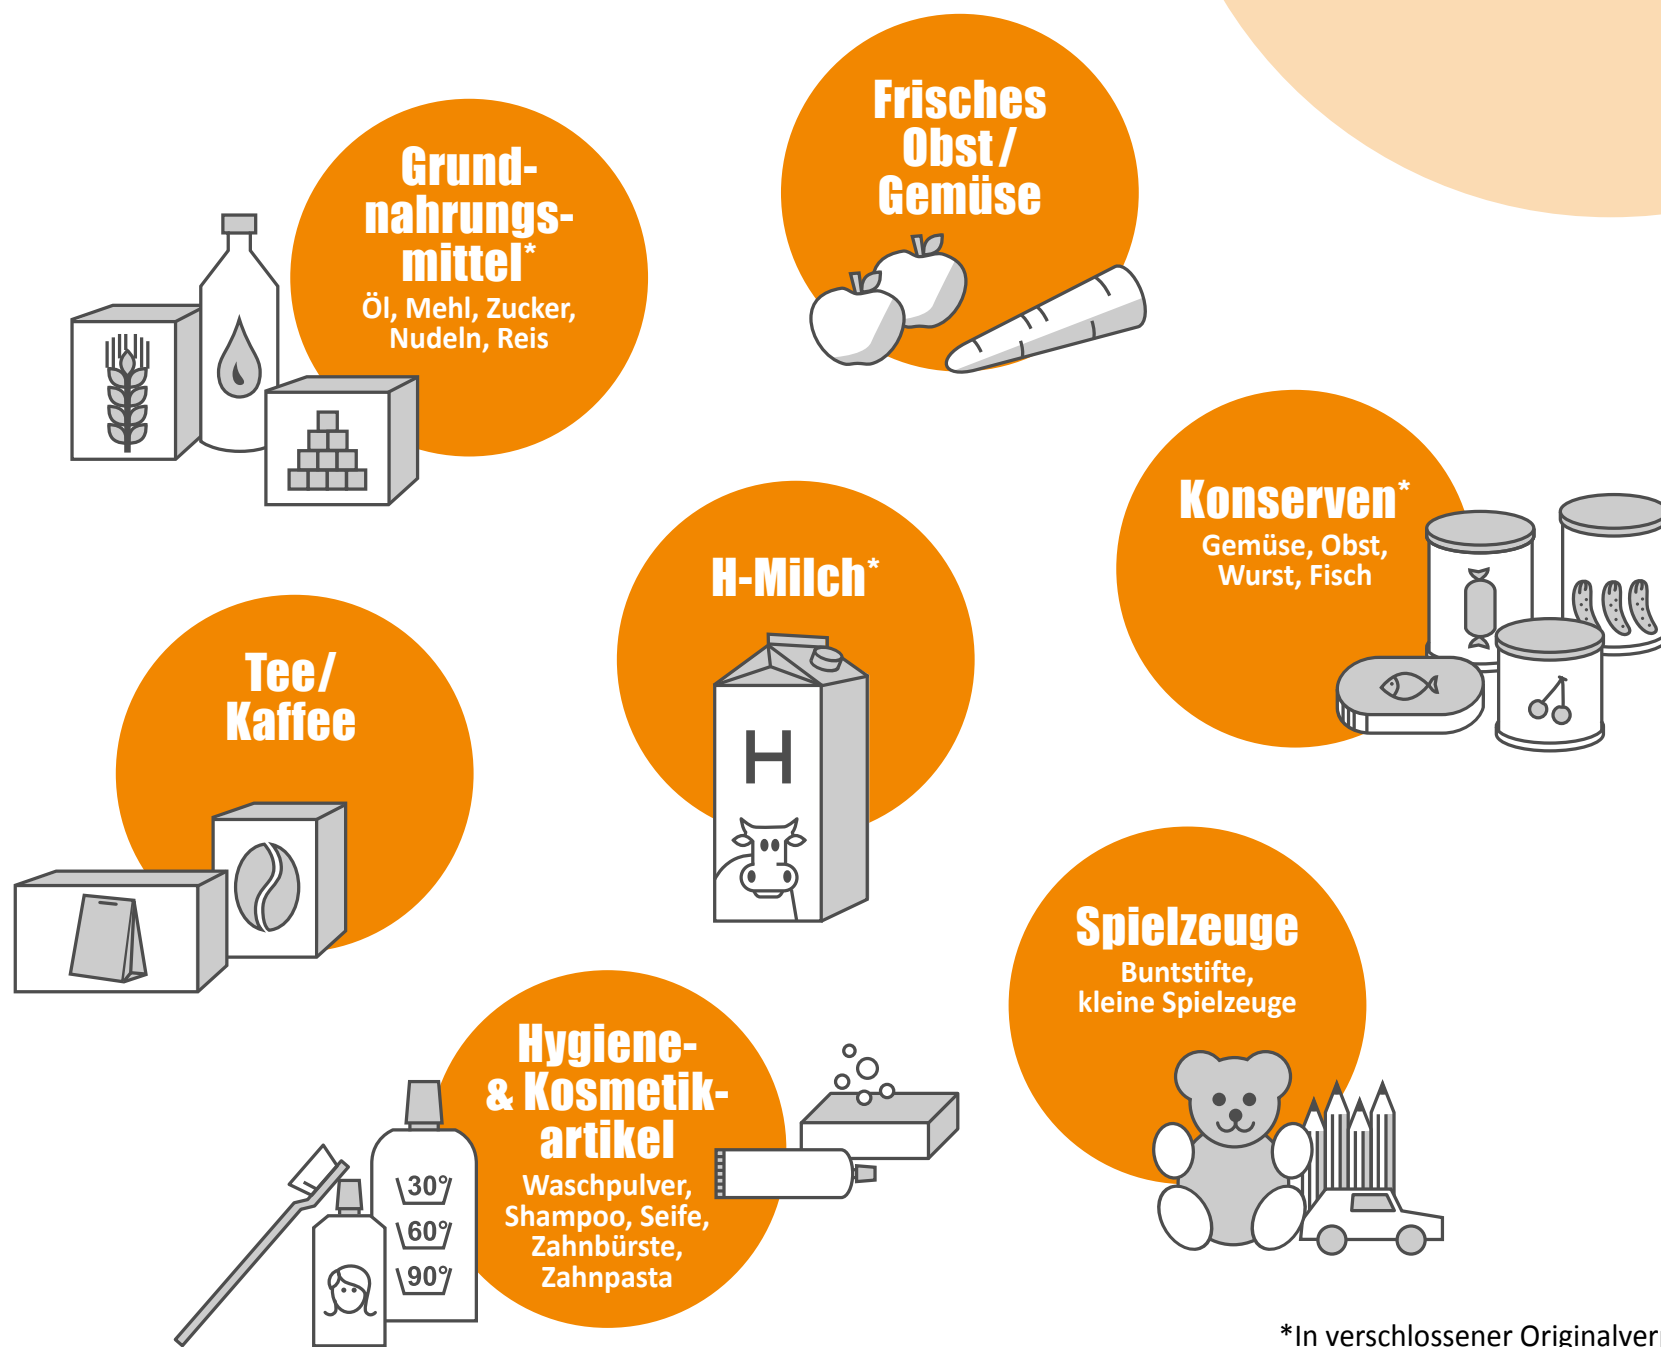 Grund-
nahrungs-
mittel*
Öl, Mehl, Zucker,
Nudeln, Reis
Frisches
Obst/
Gemüse
Konserven*
Gemüse, Obst,
Wurst, Fisch
H-Milch*
H
Tee/
Kaffee
Spielzeuge
Buntstifte,
kleine Spielzeuge
Hygiene-
& Kosmetik-
artikel
Waschpulver,
Shampoo, Seife,
Zahnbürste,
Zahnpasta
30°
60°
90°
*In verschlossener